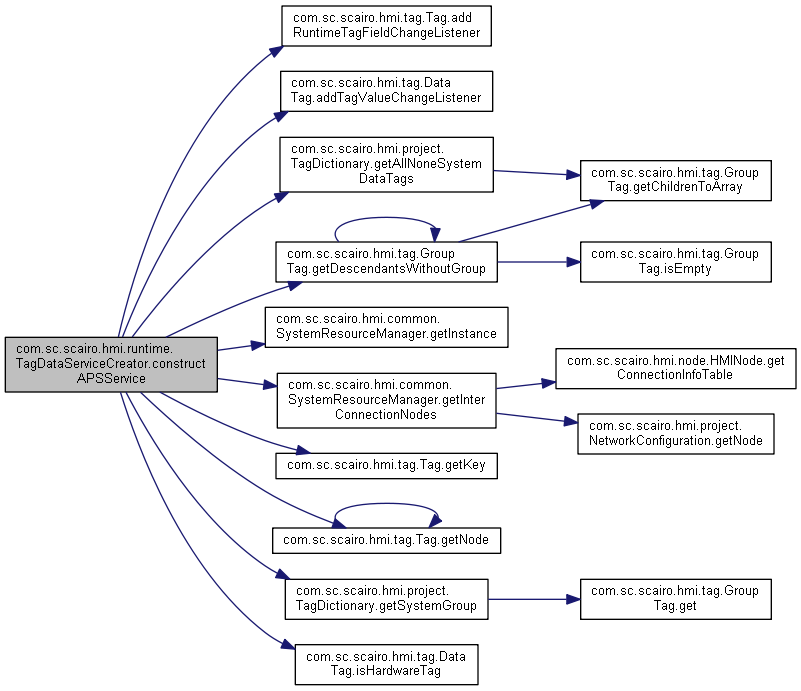 com.sc.scairo.hmi.tag.Tag.add
RuntimeTagFieldChangeListener
com.sc.scairo.hmi.tag.Data
Tag.addTagValueChangeListener
com.sc.scairo.hmi.project.
TagDictionary.getAllNoneSystem
DataTags
com.sc.scairo.hmi.tag.Group
Tag.getChildrenToArray
com.sc.scairo.hmi.tag.Group
Tag.getDescendantsWithoutGroup
com.sc.scairo.hmi.tag.Group
Tag.isEmpty
com.sc.scairo.hmi.common.
SystemResourceManager.getInstance
com.sc.scairo.hmi.runtime.
TagDataServiceCreator.construct
APSService
com.sc.scairo.hmi.common.
SystemResourceManager.getInter
ConnectionNodes
com.sc.scairo.hmi.node.HMINode.get
ConnectionInfoTable
com.sc.scairo.hmi.project.
NetworkConfiguration.getNode
com.sc.scairo.hmi.tag.Tag.getKey
com.sc.scairo.hmi.tag.Tag.getNode
com.sc.scairo.hmi.project.
TagDictionary.getSystemGroup
com.sc.scairo.hmi.tag.Group
Tag.get
com.sc.scairo.hmi.tag.Data
Tag.isHardwareTag